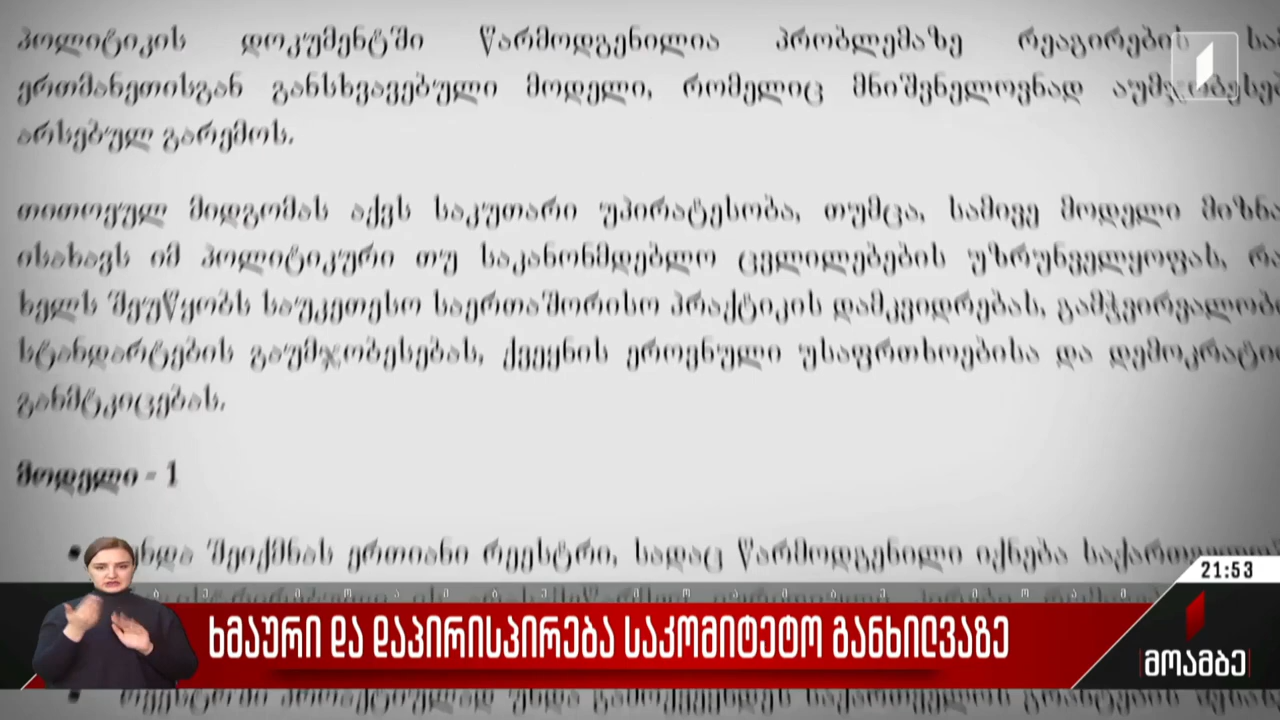 პოლიტიკის დოკუმენტში წარმოდგენილია პრობლემაზე რეაგირების
ერთმანეთისგან განსხვავებული მოდელი, რომელიც მნიშვნელოვნად
არსებულ გარემოს.
თითოეულ მიდგომას აქვს საკუთარი უპირატესობა, თუმცა, სამივე მოდელი
ისახავს იმ პოლიტიკური თუ საკანონმდებლო ცვლილებების უზრუნველყოფას,
ხელს შეუწყობს საუკეთესო საერთაშორისო პრაქტიკის დამკვიდრებას,
სტანდარტების გაუმჯობესებას, ქვეყნის ეროვნული უსაფრთხოებისა და
განმტკიცებას.
მოდელი - 1
• შეიქმნას ერთიანი რეესტრი, სადაც წარმოდგენილი იქნება
21:53
ხმაური და დაპირისპირება საკომიტეტო განხილვაზე
მოამბე